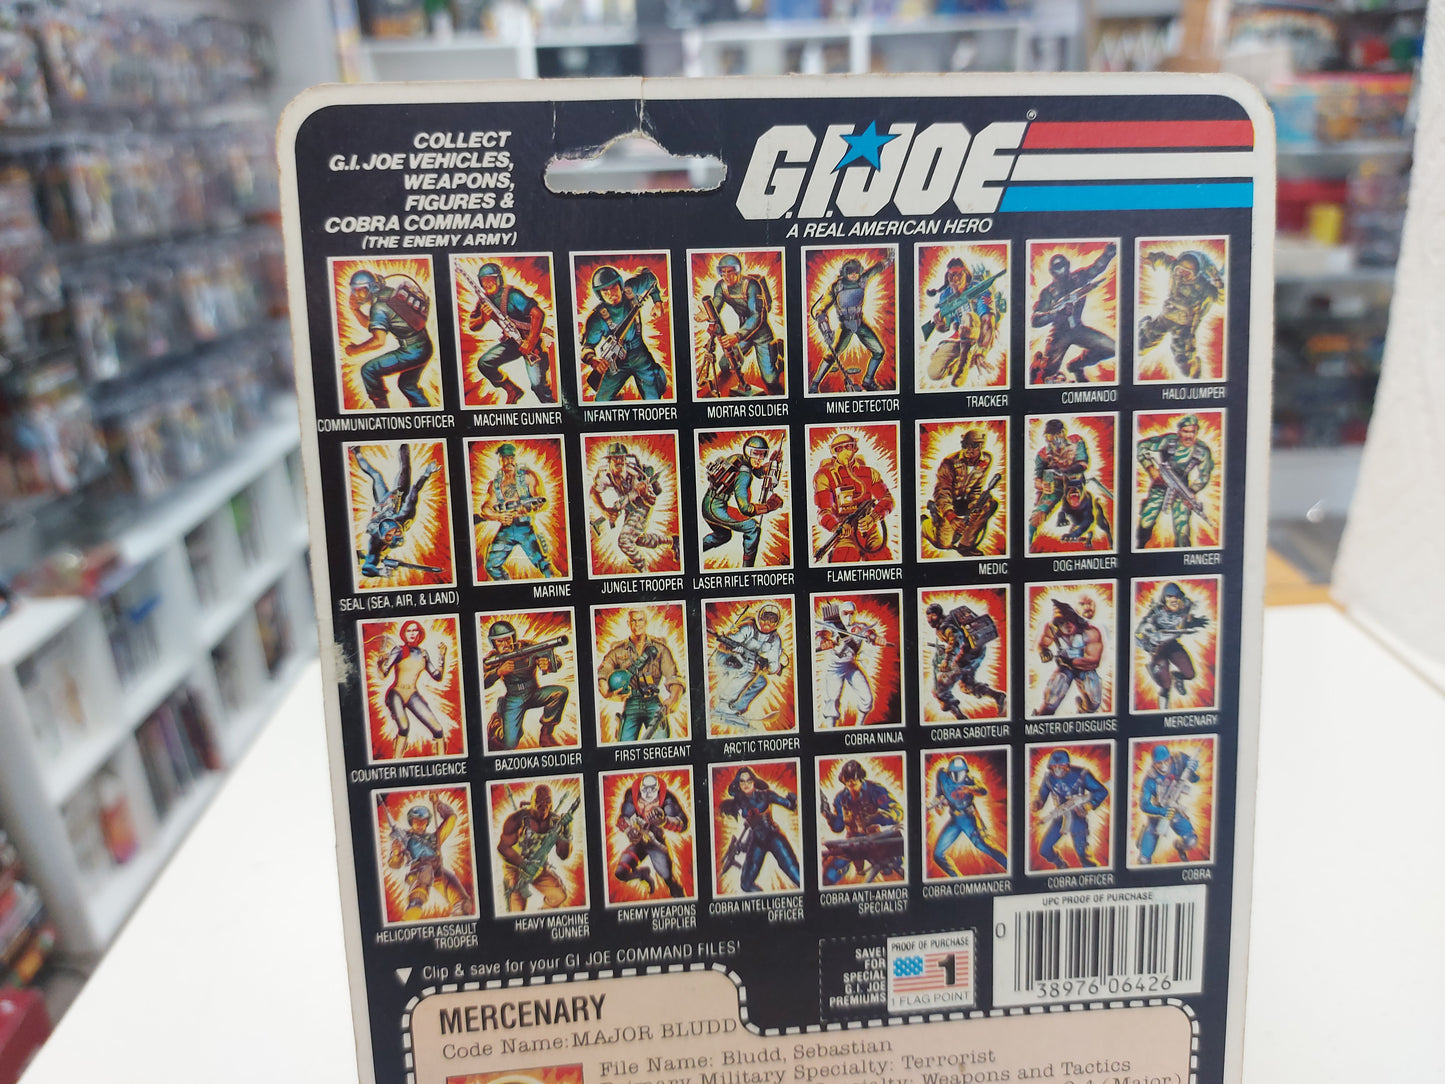 COLLECT
G.I. JOE VEHICLES,
WEAPONS,
FIGURES &
COBRA COMMAND
(THE ENEMY ARMY)
G.I.JOE®
A REAL AMERICAN HERO
COMMUNICATIONS OFFICER
MACHINE GUNNER
INFANTRY TROOPER
MORTAR SOLDIER
MINE DETECTOR
TRACKER
COMMANDO
HALO JUMPER
SEAL (SEA, AIR, & LAND)
MARINE
JUNGLE TROOPER
LASER RIFLE TROOPER
FLAMETHROWER
MEDIC
DOG HANDLER
RANGER
COUNTER INTELLIGENCE
BAZOOKA SOLDIER
FIRST SERGEANT
ARCTIC TROOPER
COBRA NINJA
COBRA SABOTEUR
MASTER OF DISGUISE
MERCENARY
HELICOPTER ASSAULT
TROOPER
HEAVY MACHINE
GUNNER
ENEMY WEAPONS
SUPPLIER
COBRA INTELLIGENCE
OFFICER
COBRA ANTI-ARMOR
SPECIALIST
COBRA COMMANDER
COBRA OFFICER
COBRA
▼ Clip & save for your GI JOE COMMAND FILES!
SAVE!
FOR
SPECIAL
G.I. JOE
PREMIUMS
PROOF OF PURCHASE
1
1 FLAG POINT
UPC PROOF OF PURCHASE
0
38976 06426
MERCENARY
Code Name: MAJOR BLUDD
File Name: Bludd, Sebastian
Primary Military Specialty: Terrorist
Specialty: Weapons and Tactics
(Major)